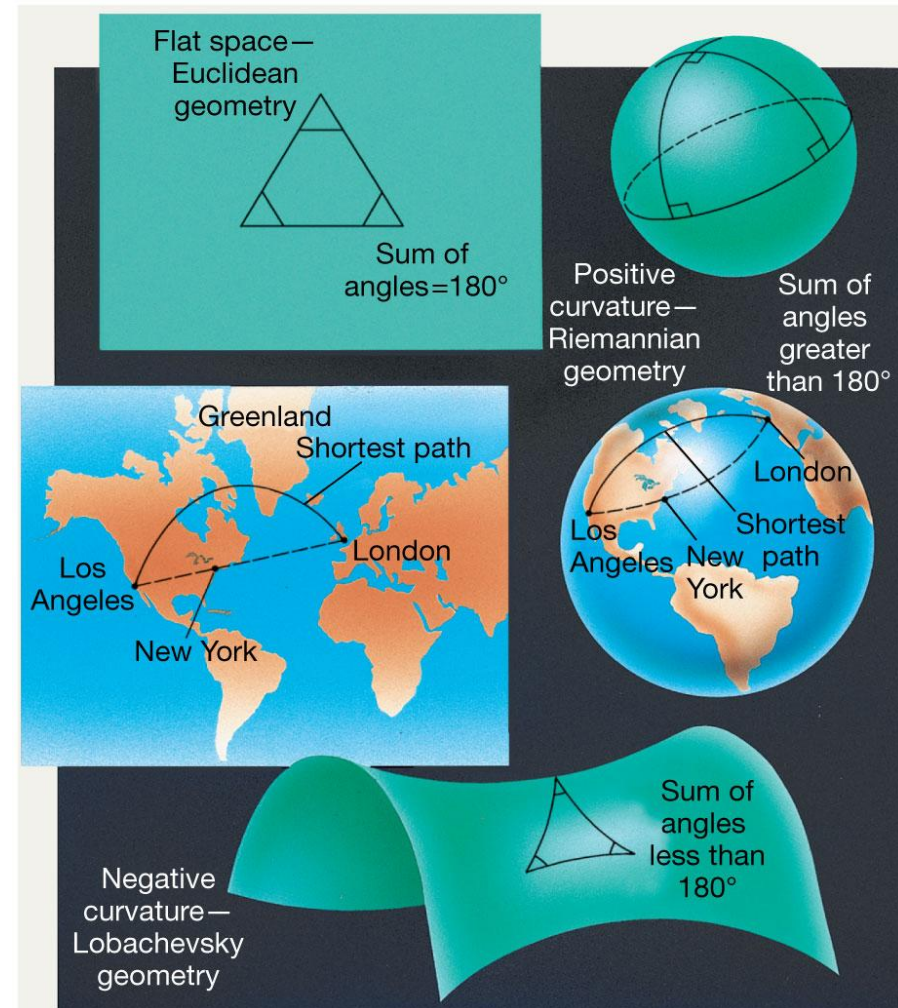 Flat space—
Euclidean
geometry
Sum of
angles=180°
Positive
curvature—
Riemannian
geometry
Sum of
angles
greater
than 180°
Greenland
Shortest path
Los
Angeles
London
New York
London
Los
Angeles
New
York
Shortest
path
Sum of
angles
less than
180°
Negative
curvature—
Lobachevsky
geometry